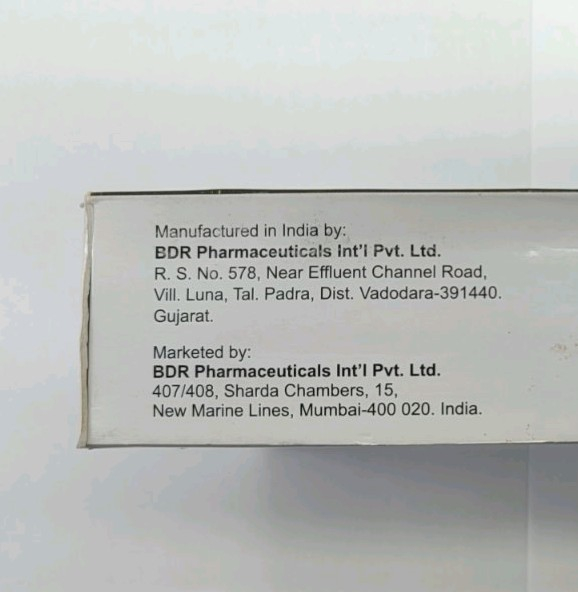 Manufactured in India by:
BDR Pharmaceuticals Int'l Pvt. Ltd.
R. S. No. 578, Near Effluent Channel Road,
Vill. Luna, Tal. Padra, Dist. Vadodara-391440.
Gujarat.
Marketed by:
BDR Pharmaceuticals Int'l Pvt. Ltd.
407/408, Sharda Chambers, 15,
New Marine Lines, Mumbai-400 020. India.